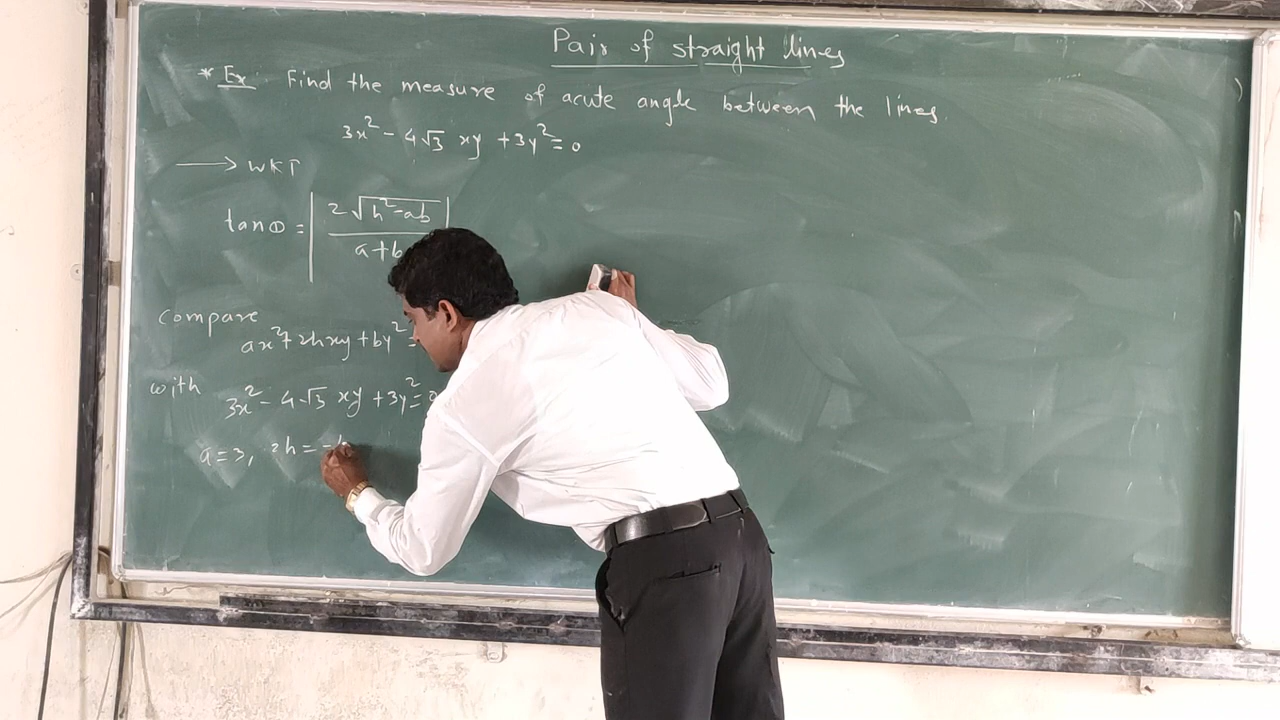 Pair of straight lines
* Ex. Find the measure of acute angle between the lines.
3x² - 4√3 xy + 3y² = 0
→ WKT
tanθ = | 2√h²-ab / a+b |
Compare
ax² + 2hxy + by² =
with
3x² - 4√3 xy + 3y² = 0
a = 3, 2h = -4